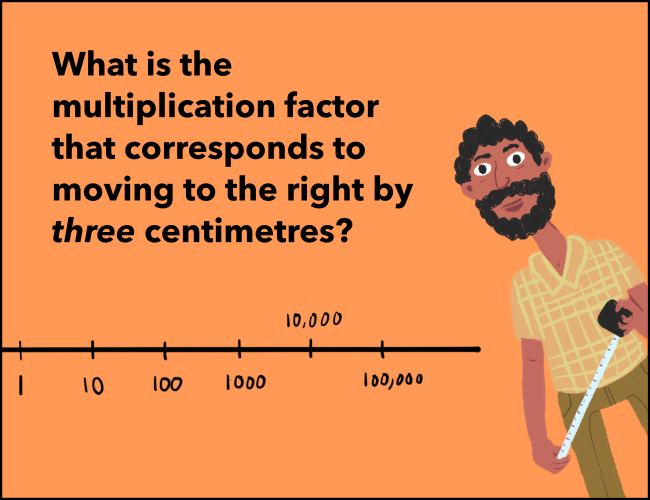 What is the
multiplication factor
that corresponds to
moving to the right by
three centimetres?
10,000
1 10 100 1000 100,000